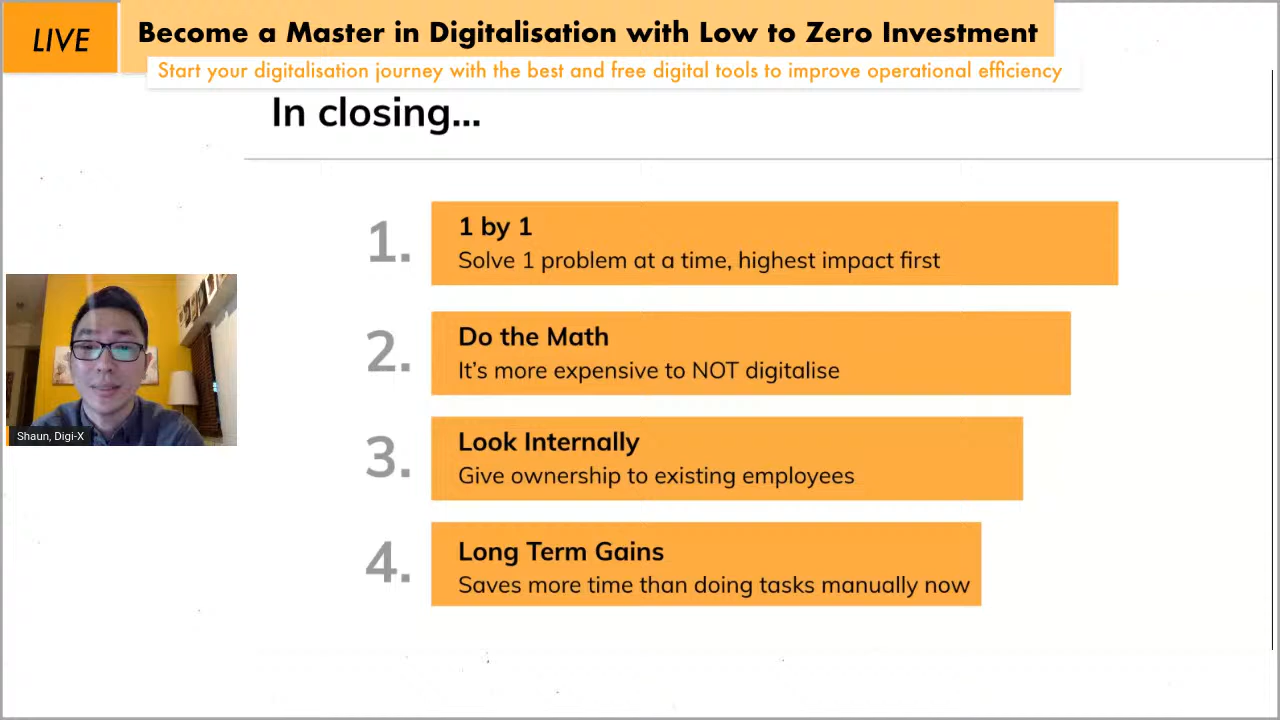 LIVE
Become a Master in Digitalisation with Low to Zero Investment
Start your digitalisation journey with the best and free digital tools to improve operational efficiency
In closing...
1.
1 by 1
Solve 1 problem at a time, highest impact first
2.
Do the Math
It's more expensive to NOT digitalise
3.
Look Internally
Give ownership to existing employees
4.
Long Term Gains
Saves more time than doing tasks manually now
Shaun, Digi-X